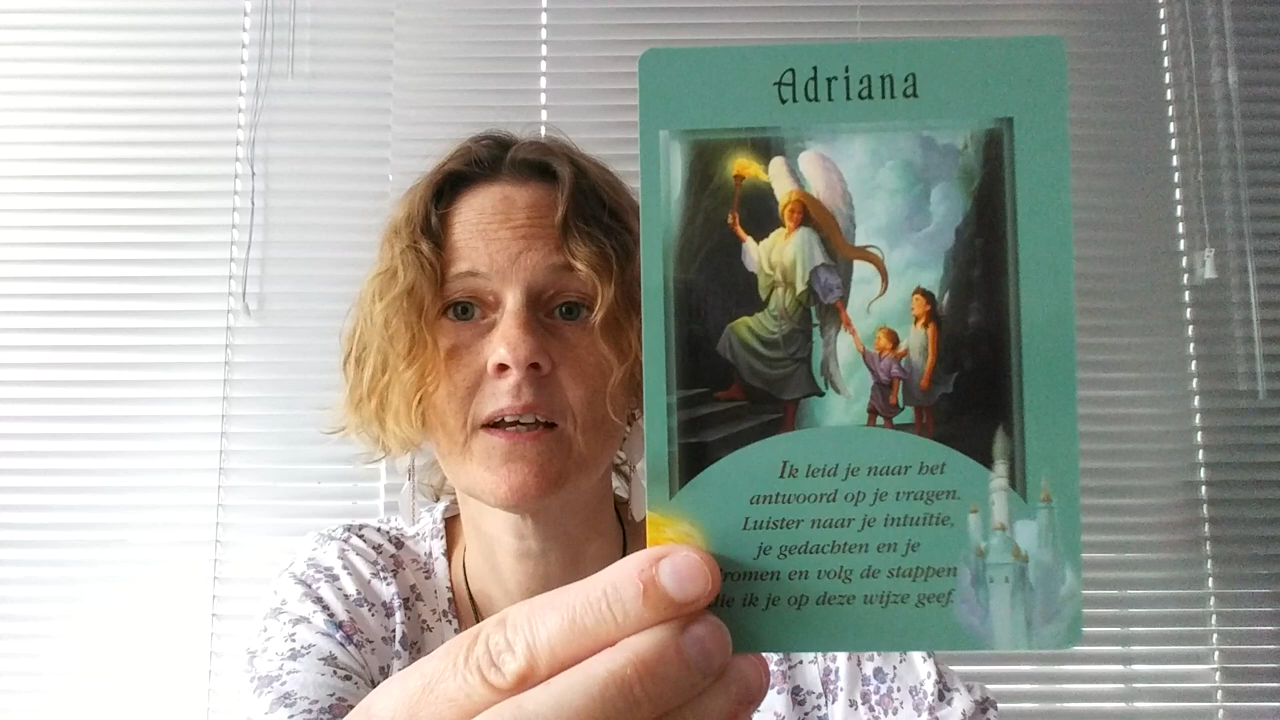 Adriana
Ik leid je naar het
antwoord op je vragen.
Luister naar je intuïtie,
je gedachten en je
romen en volg de stappen
die ik je op deze wijze geef.